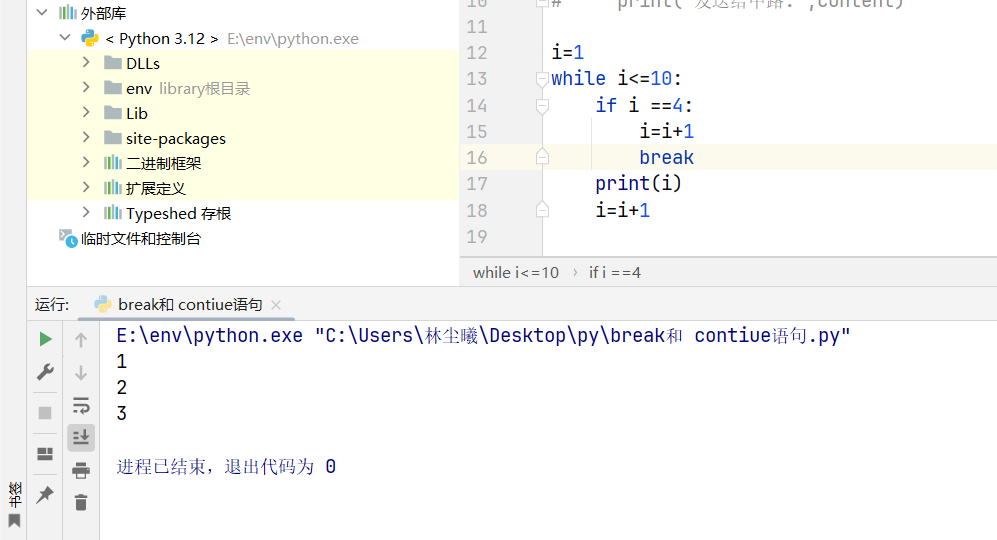 外部库
< Python 3.12 > E:\env\python.exe
DLLs
env library根目录
Lib
site-packages
二进制框架
扩展定义
Typeshed 存根
临时文件和控制台
10 #     print( 发送给中路: ,content)
11
12 i=1
13 while i<=10:
14     if i ==4:
15         i=i+1
16         break
17     print(i)
18     i=i+1
19
while i<=10 › if i ==4
运行: break和 contiue语句 ×
E:\env\python.exe "C:\Users\林尘曦\Desktop\py\break和 contiue语句.py"
1
2
3
进程已结束，退出代码为 0
书签